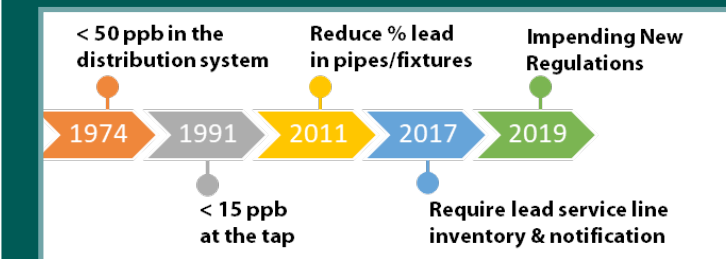 < 50 ppb in the
distribution system
Reduce % lead
in pipes/fixtures
Impending New
Regulations
1974
1991
2011
2017
2019
< 15 ppb
at the tap
Require lead service line
inventory & notification